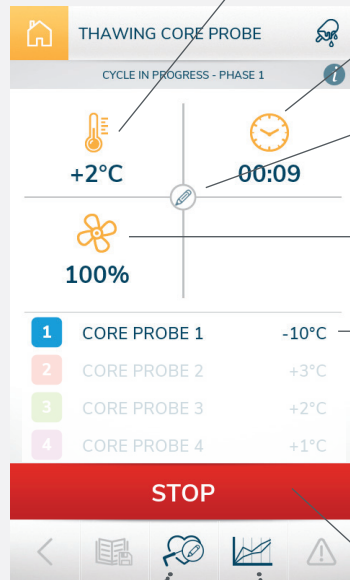 THAWING CORE PROBE
CYCLE IN PROGRESS - PHASE 1
i
+2°C
00:09
100%
1 CORE PROBE 1 -10°C
2 CORE PROBE 2 +3°C
3 CORE PROBE 3 +2°C
4 CORE PROBE 4 +1°C
STOP